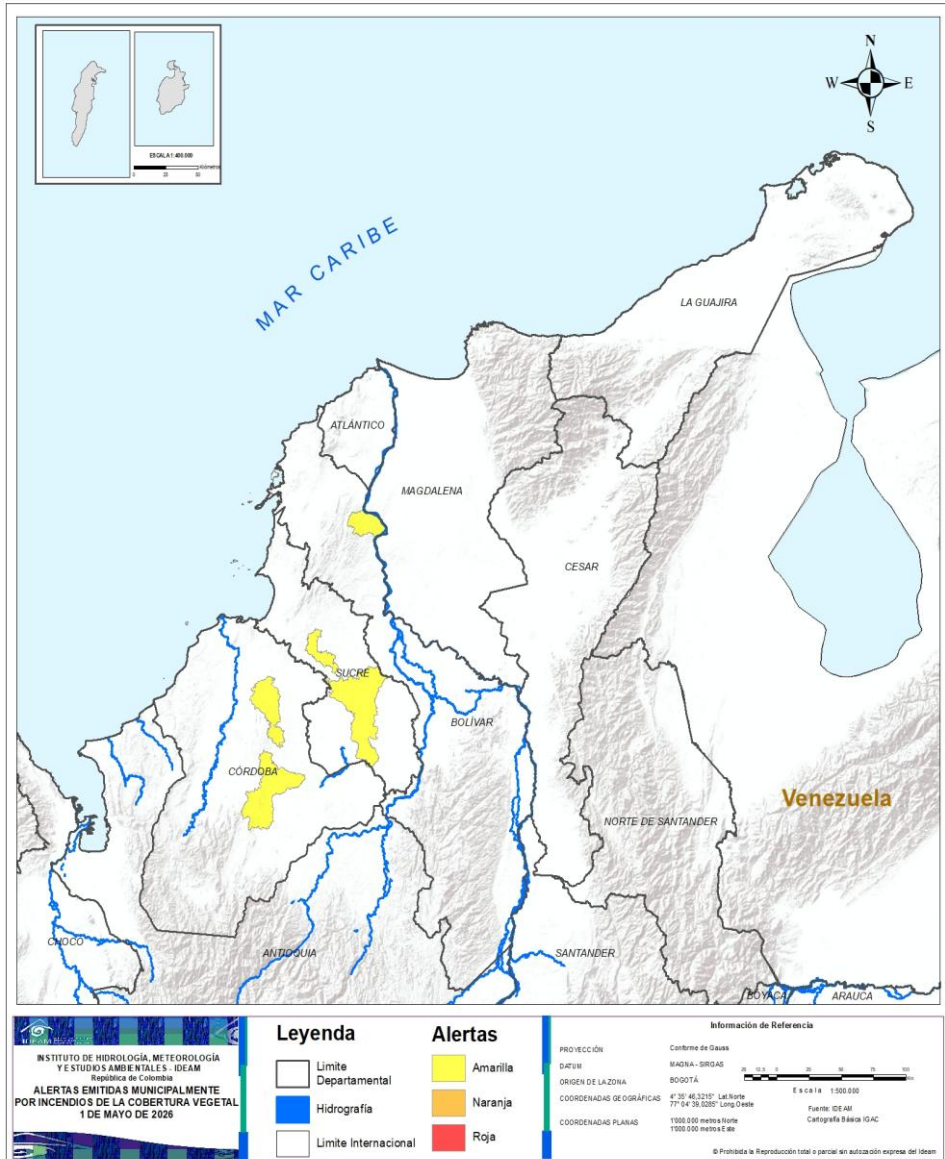 ESCALA 1: 400.000
Kilómetros
0 20 30
N
W E
S
MAR CARIBE
LA GUAJIRA
ATLÁNTICO
MAGDALENA
CESAR
SUCRE
BOLÍVAR
CÓRDOBA
Venezuela
NORTE DE SANTANDER
CHOCO
ANTIOQUIA
SANTANDER
BOYACA
ARAUCA
IDEAM
INSTITUTO DE HIDROLOGÍA, METEOROLOGÍA
Y ESTUDIOS AMBIENTALES - IDEAM
República de Colombia
ALERTAS EMITIDAS MUNICIPALMENTE
POR INCENDIOS DE LA COBERTURA VEGETAL
1 DE MAYO DE 2026
Leyenda
Limite
Departamental
Hidrografía
Limite Internacional
Alertas
Amarilla
Naranja
Roja
Información de Referencia
PROYECCIÓN Conforme de Gauss
DATUM MAGNA - SIRGAS
ORIGEN DE LA ZONA BOGOTÁ
COORDENADAS GEOGRÁFICAS 4° 35' 46,3215" Lat.Norte
77° 04' 39,0285" Long.Oeste
COORDENADAS PLANAS 1'000.000 metros Norte
1'000.000 metros Este
Escala 1:500.000
Fuente: IDEAM
Cartografía Básica IGAC
© Prohibida la Reproducción total o parcial sin autorización expresa del Ideam